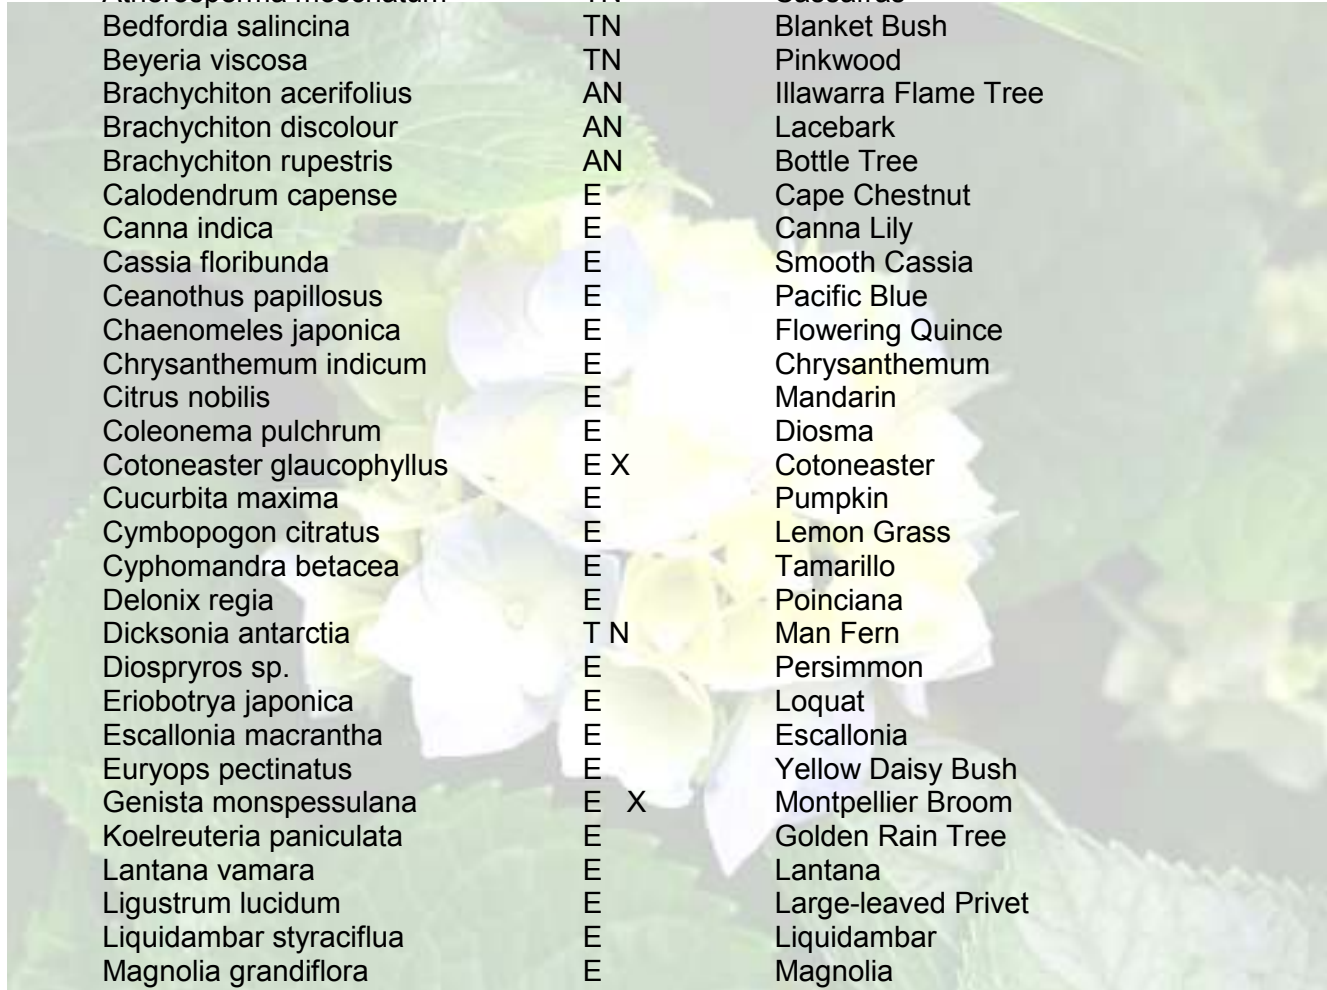 Bedfordia salincina TN Blanket Bush
Beyeria viscosa TN Pinkwood
Brachychiton acerifolius AN Illawarra Flame Tree
Brachychiton discolour AN Lacebark
Brachychiton rupestris AN Bottle Tree
Calodendrum capense E Cape Chestnut
Canna indica E Canna Lily
Cassia floribunda E Smooth Cassia
Ceanothus papillosus E Pacific Blue
Chaenomeles japonica E Flowering Quince
Chrysanthemum indicum E Chrysanthemum
Citrus nobilis E Mandarin
Coleonema pulchrum E Diosma
Cotoneaster glaucophyllus E X Cotoneaster
Cucurbita maxima E Pumpkin
Cymbopogon citratus E Lemon Grass
Cyphomandra betacea E Tamarillo
Delonix regia E Poinciana
Dicksonia antarctia T N Man Fern
Diospryros sp. E Persimmon
Eriobotrya japonica E Loquat
Escallonia macrantha E Escallonia
Euryops pectinatus E Yellow Daisy Bush
Genista monspessulana E X Montpellier Broom
Koelreuteria paniculata E Golden Rain Tree
Lantana vamara E Lantana
Ligustrum lucidum E Large-leaved Privet
Liquidambar styraciflua E Liquidambar
Magnolia grandiflora E Magnolia